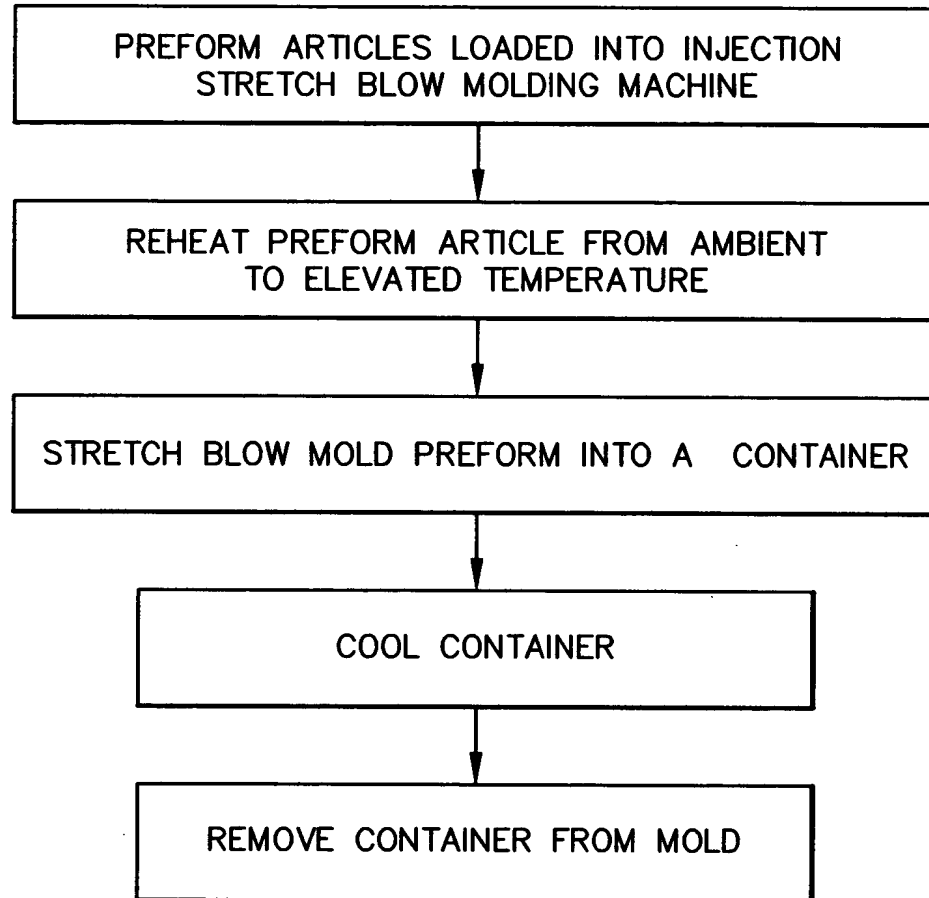 PREFORM ARTICLES LOADED INTO INJECTION
STRETCH BLOW MOLDING MACHINE
REHEAT PREFORM ARTICLE FROM AMBIENT
TO ELEVATED TEMPERATURE
STRETCH BLOW MOLD PREFORM INTO A CONTAINER
COOL CONTAINER
REMOVE CONTAINER FROM MOLD